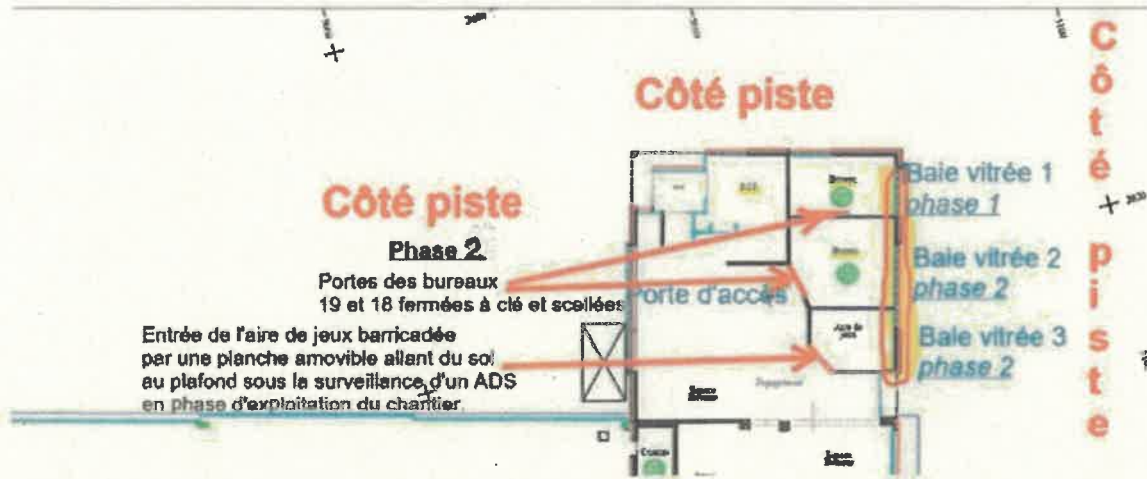 Côté piste
Côté piste
Côté piste
Phase 2
Portes des bureaux
19 et 18 fermées à clé et scellées
Porte d'accès
Entrée de l'aire de jeux barricadée
par une planche amovible allant du sol
au plafond sous la surveillance d'un ADS
en phase d'exploitation du chantier
Baie vitrée 1
phase 1
Baie vitrée 2
phase 2
Baie vitrée 3
phase 2
Bureau
Bureau
Aire de
jeux